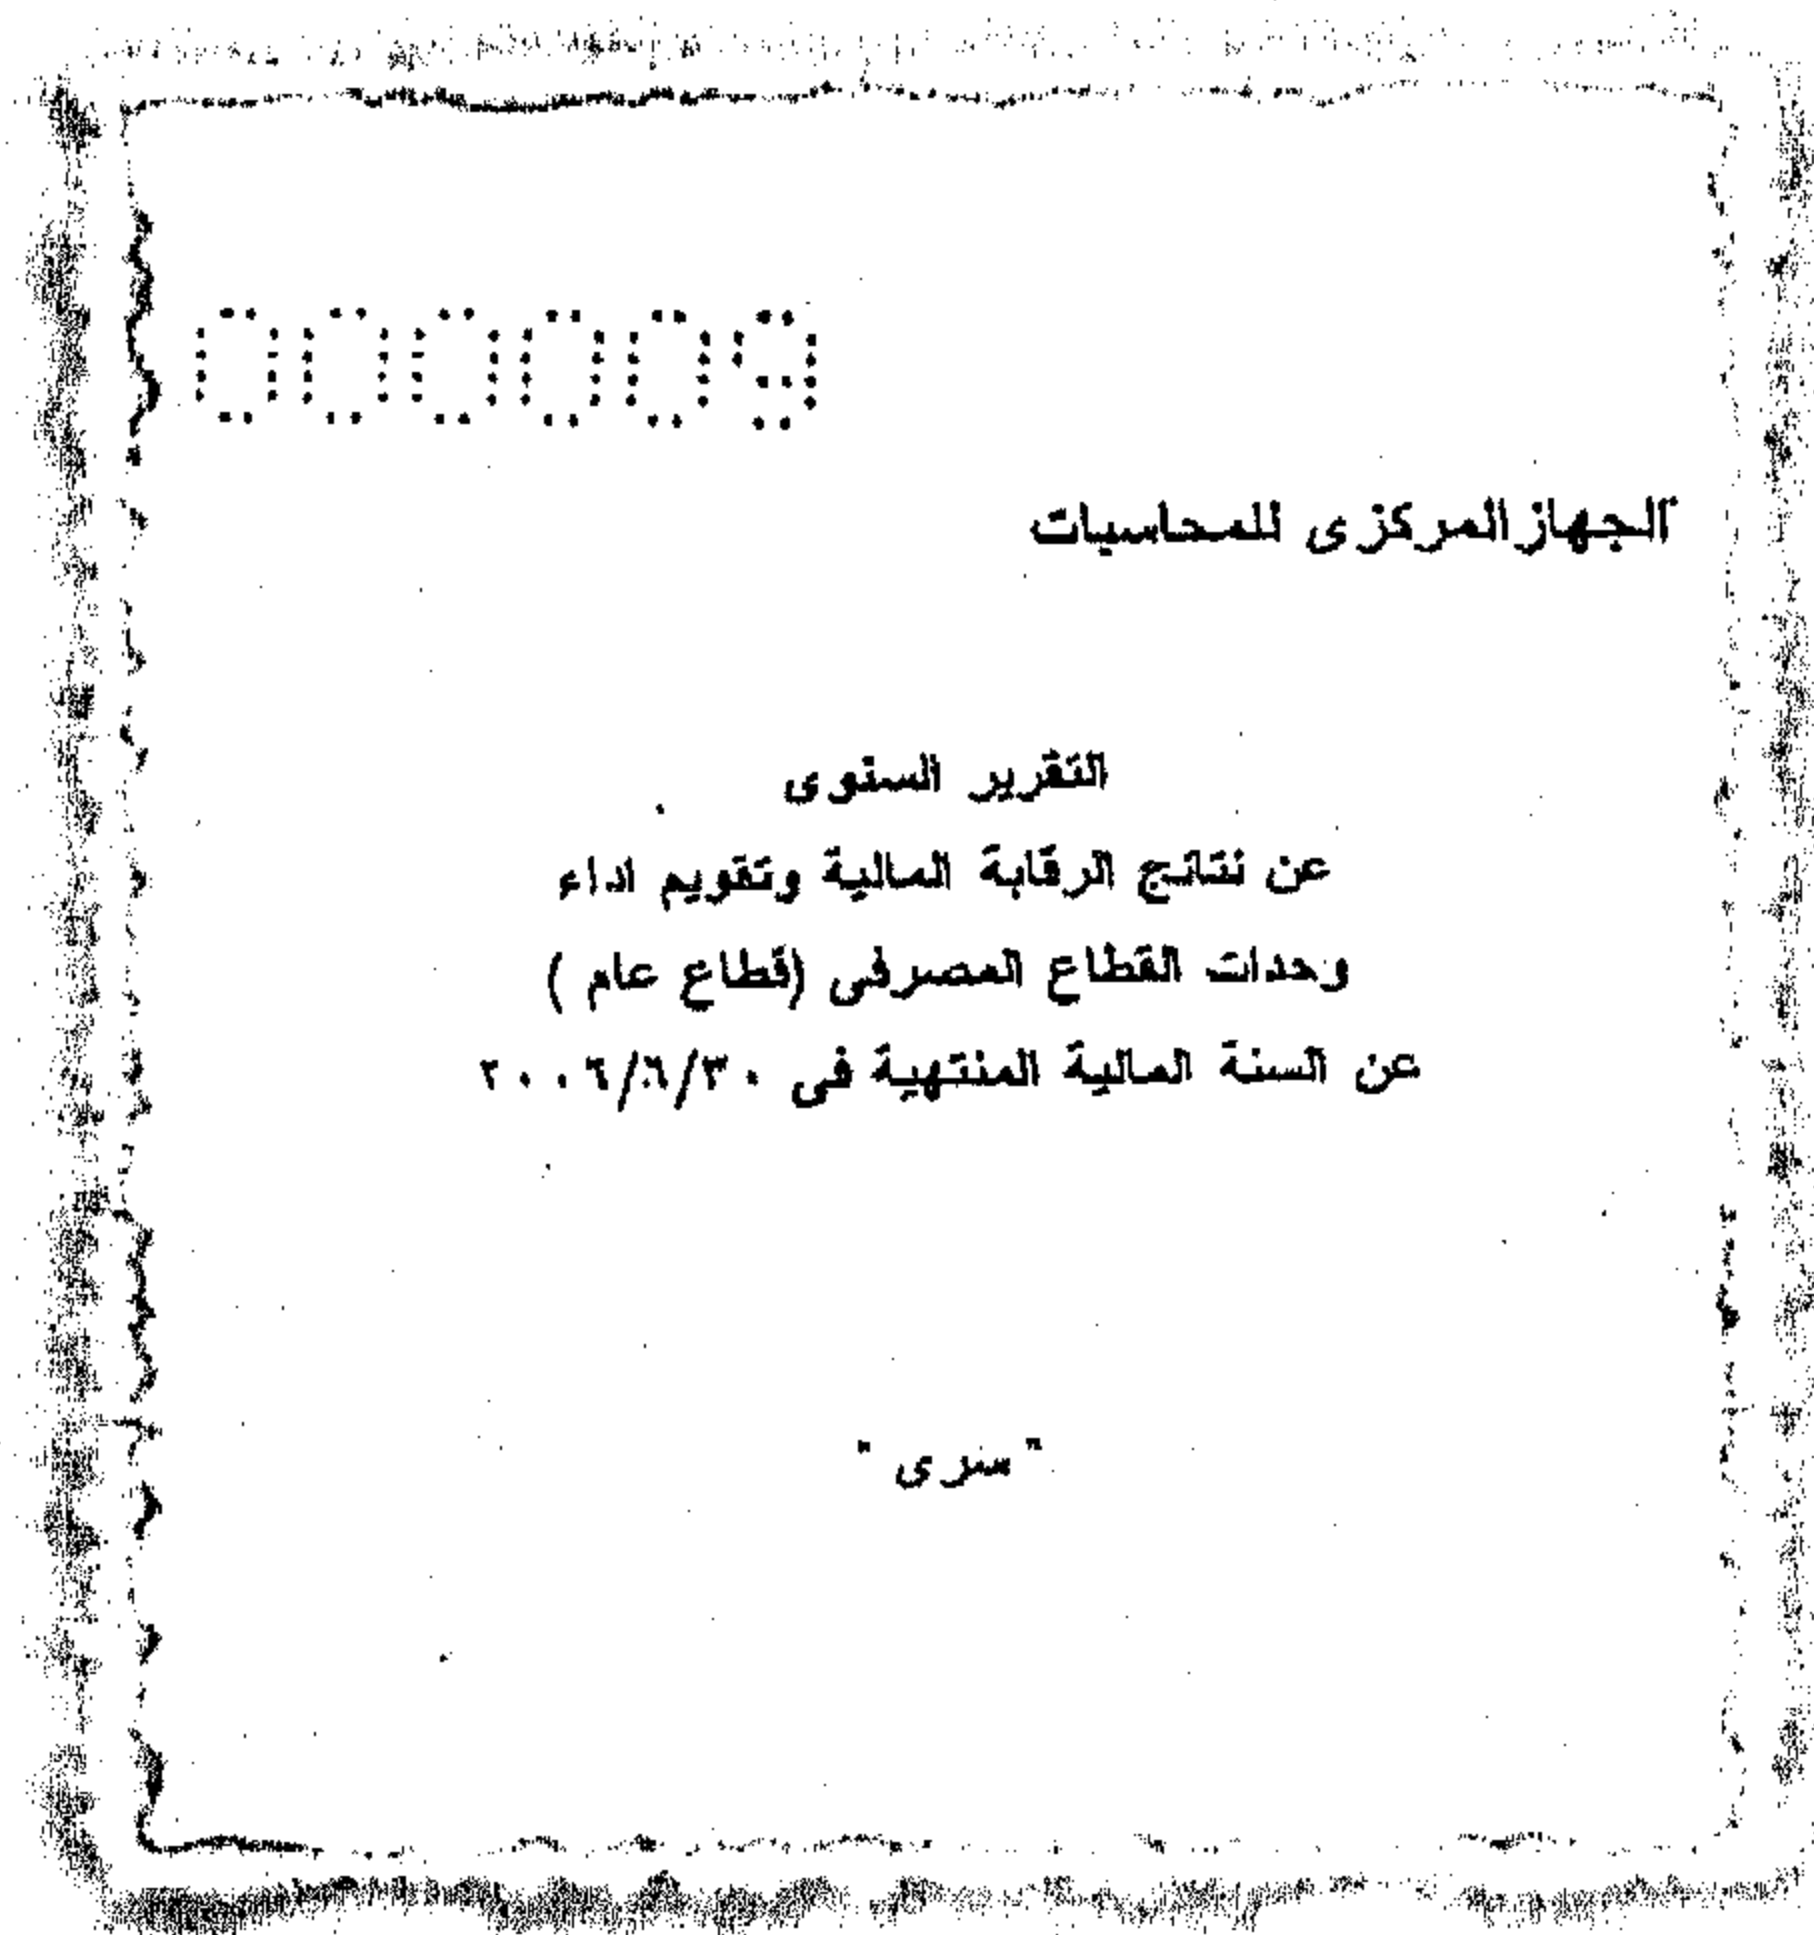 000009
الجهاز المركزى للمحاسبات
التقرير السنوى
عن نتائج الرقابة المالية وتقويم اداء
وحدات القطاع المصرفى (قطاع عام )
عن السنة المالية المنتهية فى ٢٠٠٦/٦/٣٠
" سرى "